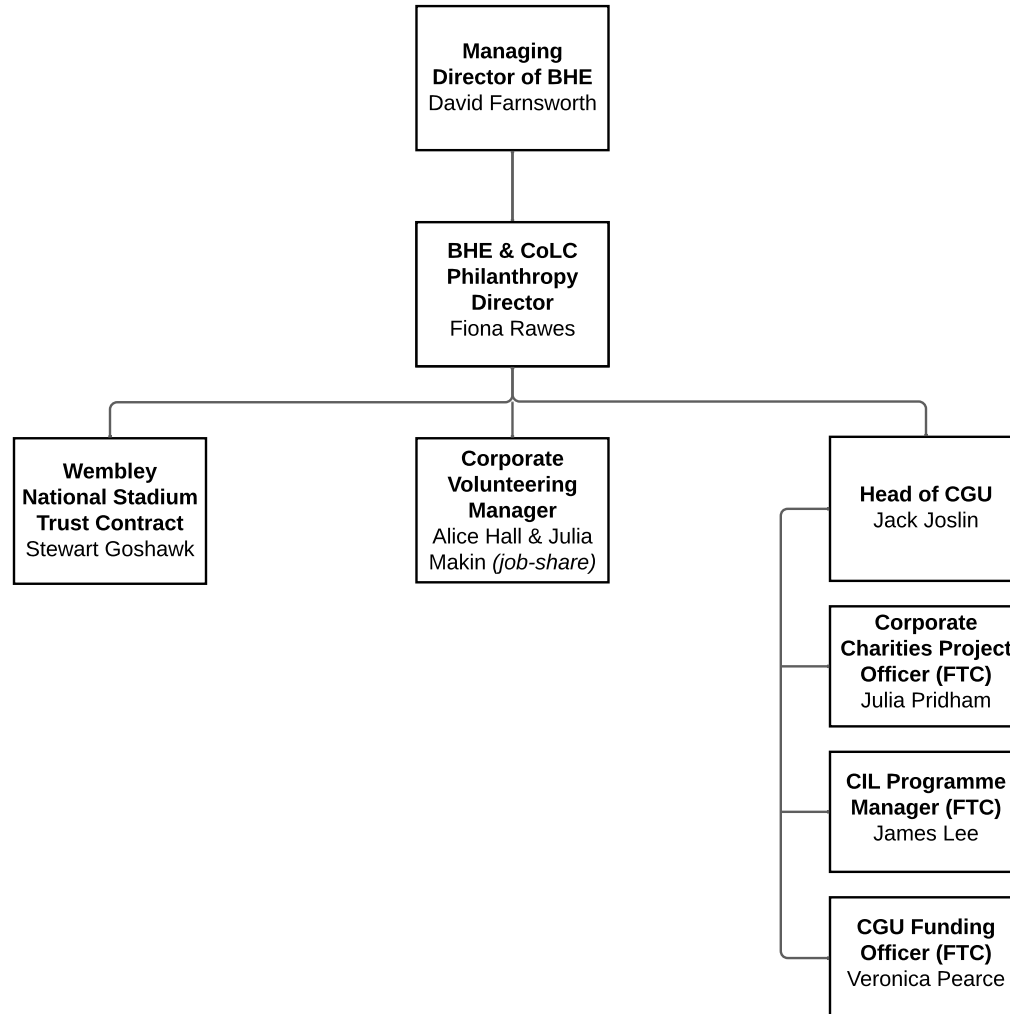 Managing
Director of BHE
David Farnsworth
BHE & CoLC
Philanthropy
Director
Fiona Rawes
Wembley
National Stadium
Trust Contract
Stewart Goshawk
Corporate
Volunteering
Manager
Alice Hall & Julia
Makin (job-share)
Head of CGU
Jack Joslin
Corporate
Charities Project
Officer (FTC)
Julia Pridham
CIL Programme
Manager (FTC)
James Lee
CGU Funding
Officer (FTC)
Veronica Pearce